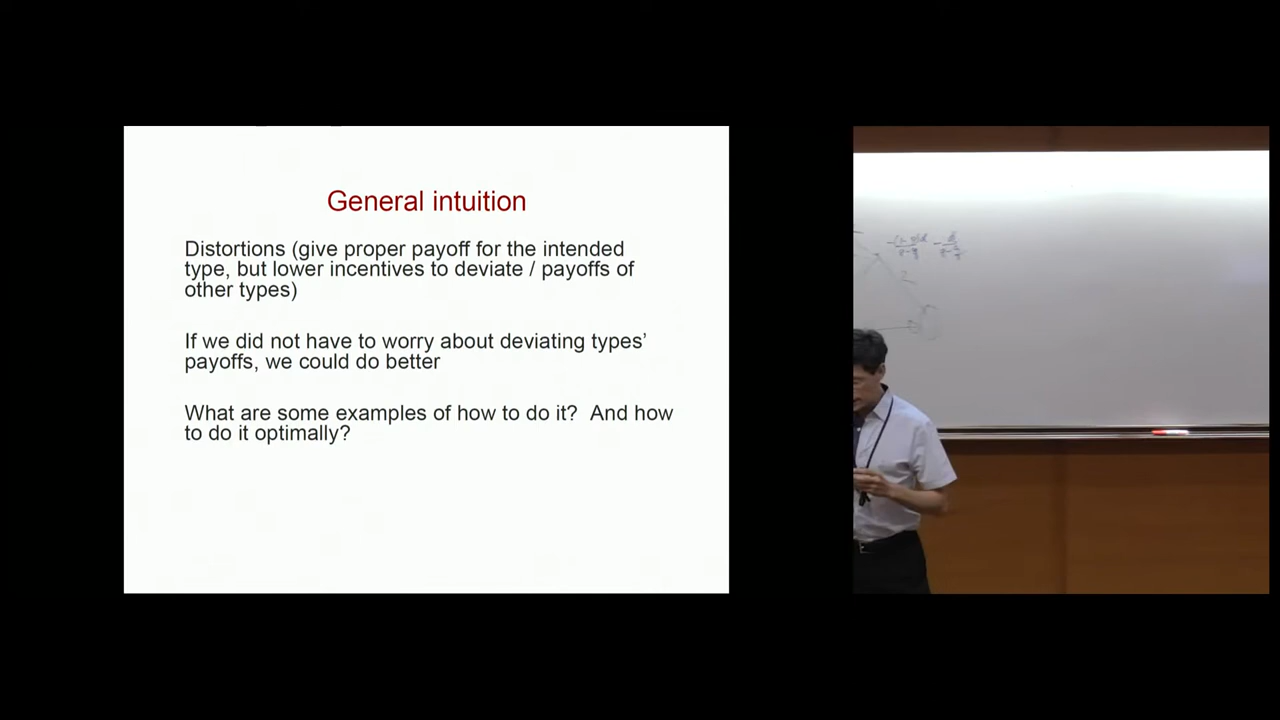 General intuition
Distortions (give proper payoff for the intended
type, but lower incentives to deviate / payoffs of
other types)
If we did not have to worry about deviating types'
payoffs, we could do better
What are some examples of how to do it?  And how
to do it optimally?